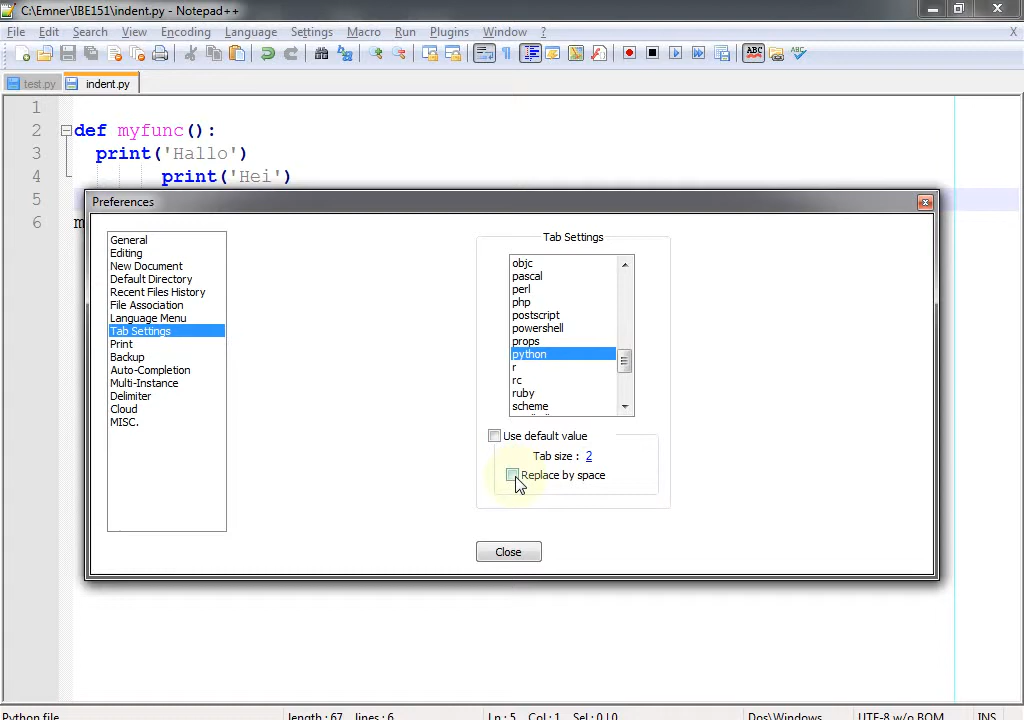 C:\Emner\IBE151\indent.py - Notepad++
File Edit Search View Encoding Language Settings Macro Run Plugins Window ? X
ABC ABC
test.py indent.py
1
2 def myfunc():
3 print('Hallo')
4 print('Hei')
5
6 m
Preferences
General
Editing
New Document
Default Directory
Recent Files History
File Association
Language Menu
Tab Settings
Print
Backup
Auto-Completion
Multi-Instance
Delimiter
Cloud
MISC.
Tab Settings
objc
pascal
perl
php
postscript
powershell
props
python
r
rc
ruby
scheme
Use default value
Tab size : 2
Replace by space
Close
Python file length : 67 lines : 6 Ln : 5 Col : 1 Sel : 0 | 0 Dos\Windows UTF-8 w/o BOM INS